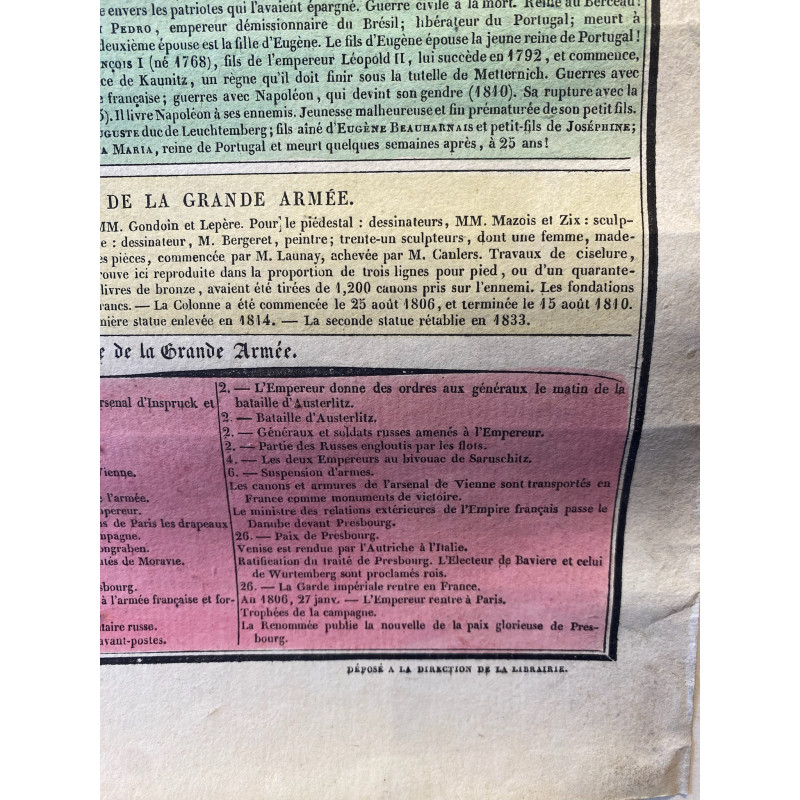 e envers les patriotes qui l'avaient épargné. Guerre civile à la mort. Reine au Berceau!
PEDRO, empereur démissionnaire du Brésil; libérateur du Portugal; meurt à
deuxième épouse est la fille d'Eugène. Le fils d'Eugène épouse la jeune reine de Portugal!
NÇOIS I (né 1768), fils de l'empereur Léopold II, lui succède en 1792, et commence,
ce de Kaunitz, un règne qu'il doit finir sous la tutelle de Metternich. Guerres avec
e française; guerres avec Napoléon, qui devint son gendre (1810). Sa rupture avec la
5). Il livre Napoléon à ses ennemis. Jeunesse malheureuse et fin prématurée de son petit fils.
UGUSTE duc de Leuchtemberg; fils aîné d'EUGÈNE BEAUHARNAIS et petit-fils de JOSÉPHINE;
A MARIA, reine de Portugal et meurt quelques semaines après, à 25 ans!
DE LA GRANDE ARMÉE.
MM. Gondoin et Lepère. Pour le piédestal : dessinateurs, MM. Mazois et Zix : sculp-
e : dessinateur, M. Bergeret, peintre; trente-un sculpteurs, dont une femme, made-
es pièces, commencée par M. Launay, achevée par M. Canlers. Travaux de ciselure,
rouve ici reproduite dans la proportion de trois lignes pour pied, ou d'un quarante-
livres de bronze, avaient été tirées de 1,200 canons pris sur l'ennemi. Les fondations
rancs. — La Colonne a été commencée le 25 août 1806, et terminée le 15 août 1810.
nière statue enlevée en 1814. — La seconde statue rétablie en 1833.
e de la Grande Armée.
rsenal d'Inspruck et
Vienne.
e l'armée.
mpereur.
ns de Paris les drapeaux
mpagne.
ongraben.
ités de Moravie.
sbourg.
à l'armée française et for-
taire russe.
avant-postes.
2. — L'Empereur donne des ordres aux généraux le matin de la
bataille d'Austerlitz.
2. — Bataille d'Austerlitz.
2. — Généraux et soldats russes amenés à l'Empereur.
2. — Partie des Russes engloutis par les flots.
4. — Les deux Empereurs au bivouac de Saruschitz.
6. — Suspension d'armes.
Les canons et armures de l'arsenal de Vienne sont transportés en
France comme monuments de victoire.
Le ministre des relations extérieures de l'Empire français passe le
Danube devant Presbourg.
26. — Paix de Presbourg.
Venise est rendue par l'Autriche à l'Italie.
Ratification du traité de Presbourg. L'Electeur de Bavière et celui
de Wurtemberg sont proclamés rois.
26. — La Garde impériale rentre en France.
An 1806, 27 janv. — L'Empereur rentre à Paris.
Trophées de la campagne.
La Renommée publie la nouvelle de la paix glorieuse de Pres-
bourg.
DÉPOSÉ A LA DIRECTION DE LA LIBRAIRIE.